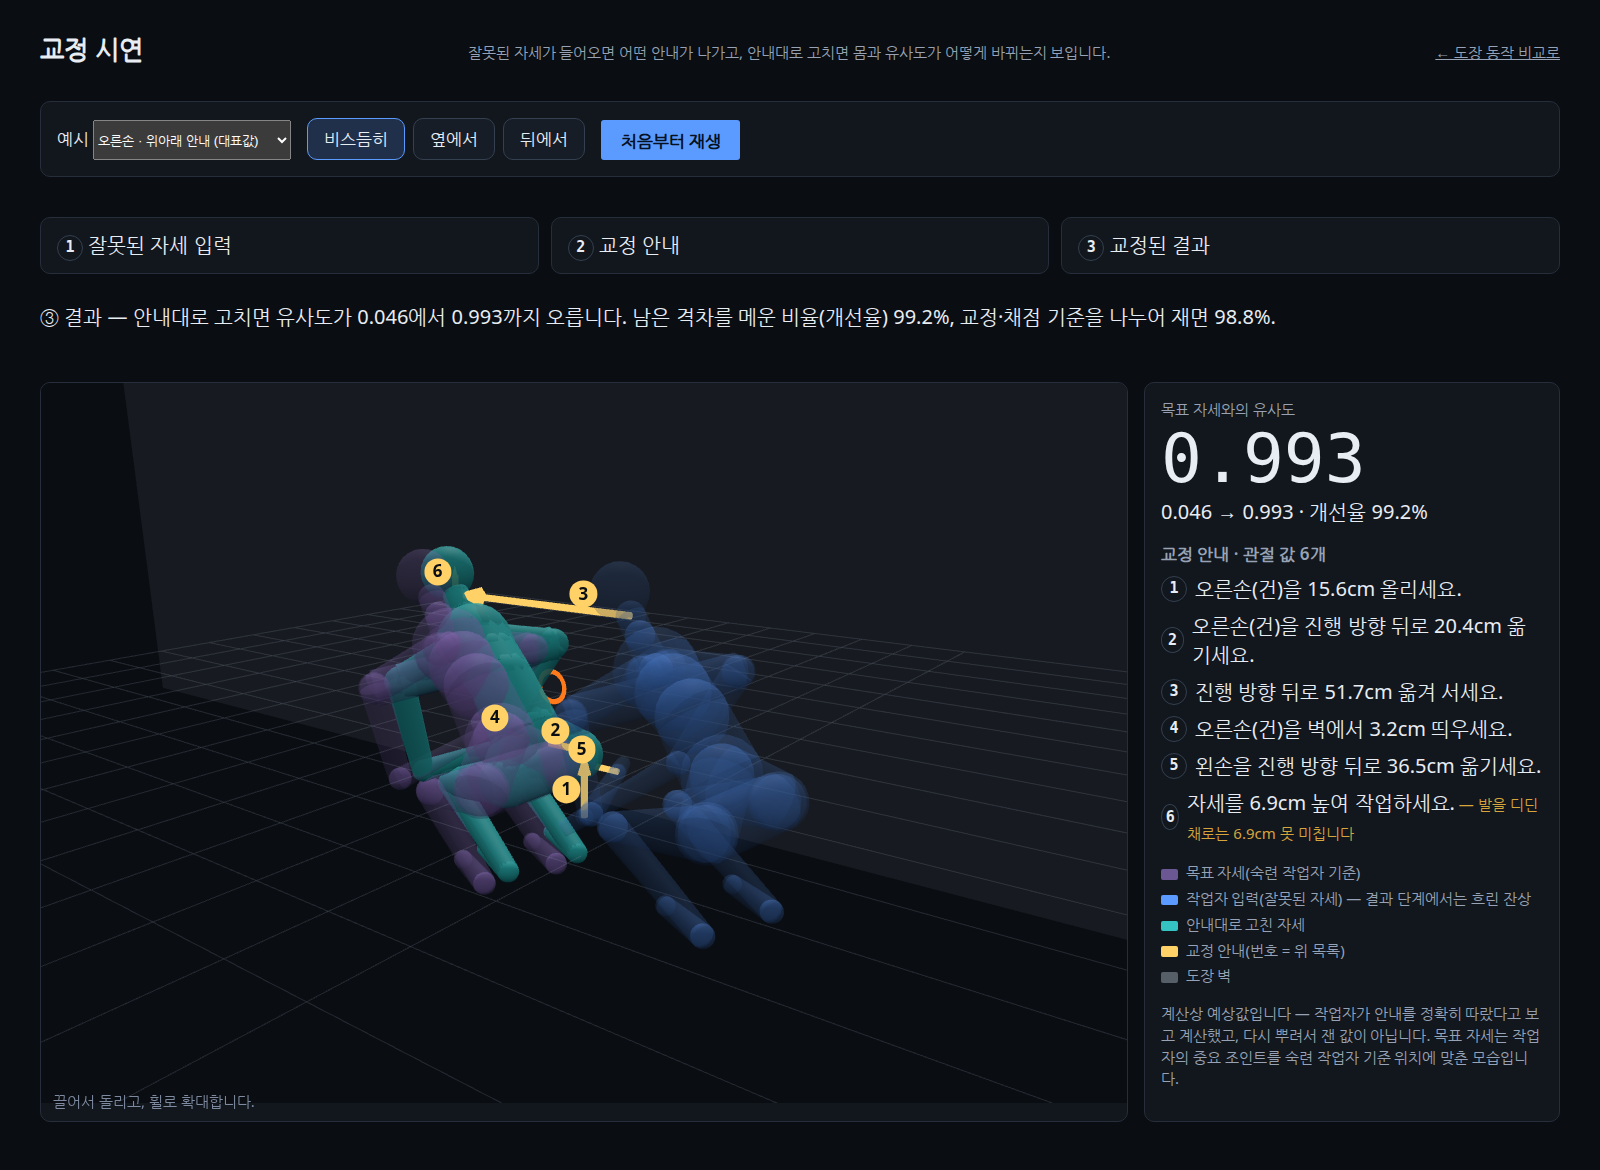 교정 시연
잘못된 자세가 들어오면 어떤 안내가 나가고, 안내대로 고치면 몸과 유사도가 어떻게 바뀌는지 보입니다.
← 도장 동작 비교로
예시 오른손 · 위아래 안내 (대표값) 비스듬히 옆에서 뒤에서 처음부터 재생
1 잘못된 자세 입력
2 교정 안내
3 교정된 결과
③ 결과 — 안내대로 고치면 유사도가 0.046에서 0.993까지 오릅니다. 남은 격차를 메운 비율(개선율) 99.2%, 교정·채점 기준을 나누어 재면 98.8%.
6
3
4
2
5
1
끌어서 돌리고, 휠로 확대합니다.
목표 자세와의 유사도
0.993
0.046 → 0.993 · 개선율 99.2%
교정 안내 · 관절 값 6개
1 오른손(건)을 15.6cm 올리세요.
2 오른손(건)을 진행 방향 뒤로 20.4cm 옮
기세요.
3 진행 방향 뒤로 51.7cm 옮겨 서세요.
4 오른손(건)을 벽에서 3.2cm 띄우세요.
5 왼손을 진행 방향 뒤로 36.5cm 옮기세요.
6 자세를 6.9cm 높여 작업하세요. — 발을 디딘
채로는 6.9cm 못 미칩니다
목표 자세(숙련 작업자 기준)
작업자 입력(잘못된 자세) — 결과 단계에서는 흐린 잔상
안내대로 고친 자세
교정 안내(번호 = 위 목록)
도장 벽
계산상 예상값입니다 — 작업자가 안내를 정확히 따랐다고 보
고 계산했고, 다시 뿌려서 잰 값이 아닙니다. 목표 자세는 작업
자의 중요 조인트를 숙련 작업자 기준 위치에 맞춘 모습입니
다.